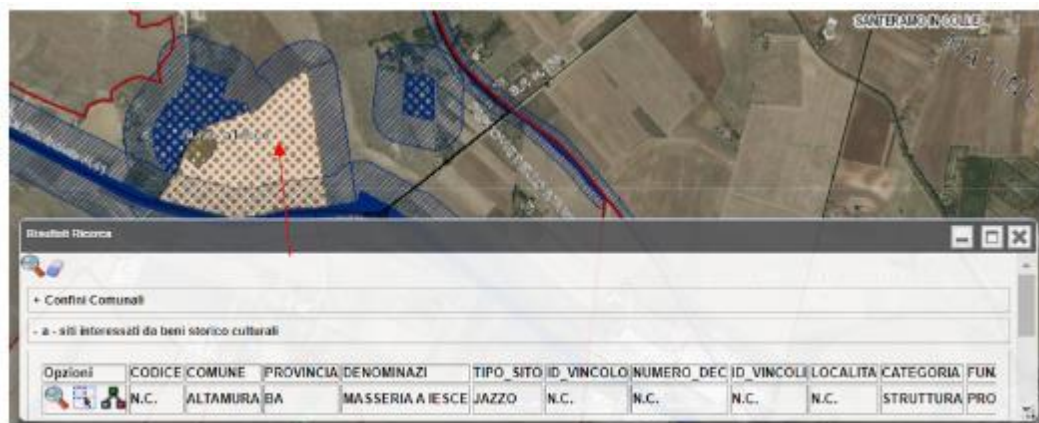 SANTERAMO IN COLLE
Risultati Ricerca
+ Confini Comunali
- a - siti interessati da beni storico culturali
Opzioni CODICE COMUNE PROVINCIA DENOMINAZI TIPO_SITO ID_VINCOLO NUMERO_DEC ID_VINCOLI LOCALITA CATEGORIA FUN
N.C. ALTAMURA BA MASSERIA A IESCE JAZZO N.C. N.C. N.C. N.C. STRUTTURA PRO